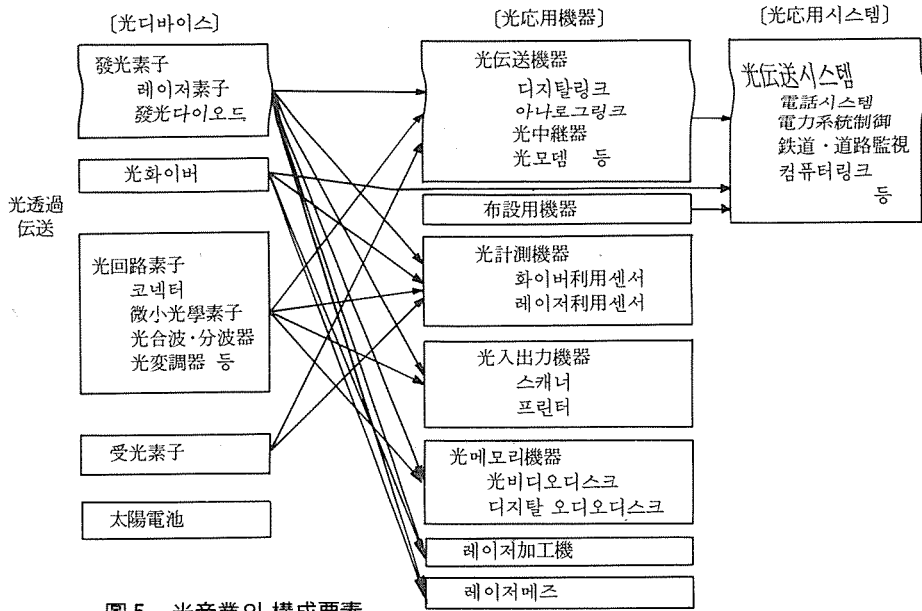 〔光디바이스〕
發光素子
레이저素子
發光다이오드
光화이버
光透過
伝送
光回路素子
코넥터
微小光學素子
光合波·分波器
光変調器 등
受光素子
太陽電池
〔光応用機器〕
光伝送機器
디지탈링크
아나로그링크
光中継器
光모뎀 등
布設用機器
光計測機器
화이버利用센서
레이저利用센서
光入出力機器
스캐너
프린터
光메모리機器
光비디오디스크
디지탈 오디오디스크
레이저加工機
레이저메즈
〔光応用시스템〕
光伝送시스템
電話시스템
電力系統制御
鉄道·道路監視
컴퓨터링크
등
圖 5 光産業의 構成要素